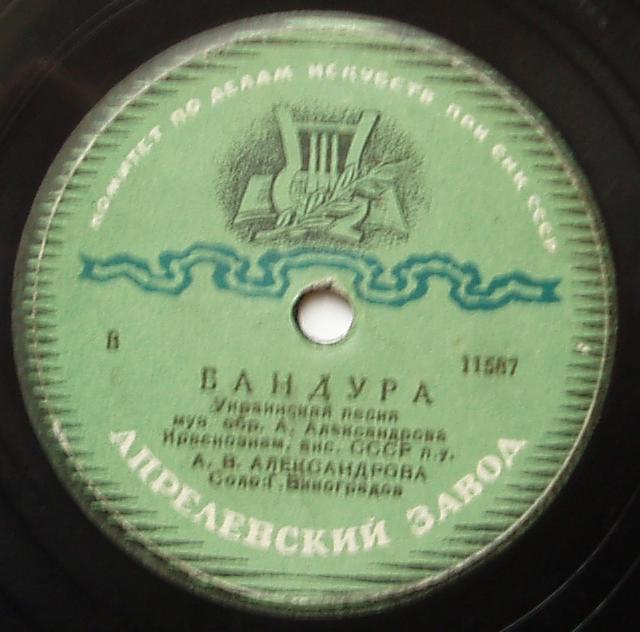 КОМИТЕТ ПО ДЕЛАМ ИСКУССТВ ПРИ СНК СССР
В
11587
БАНДУРА
Украинская песня
муз. обр. А. Александрова
Краснознам. анс. СССР п.у.
А. В. АЛЕКСАНДРОВА
Соло: Г. Виноградов
АПРЕЛЕВСКИЙ ЗАВОД